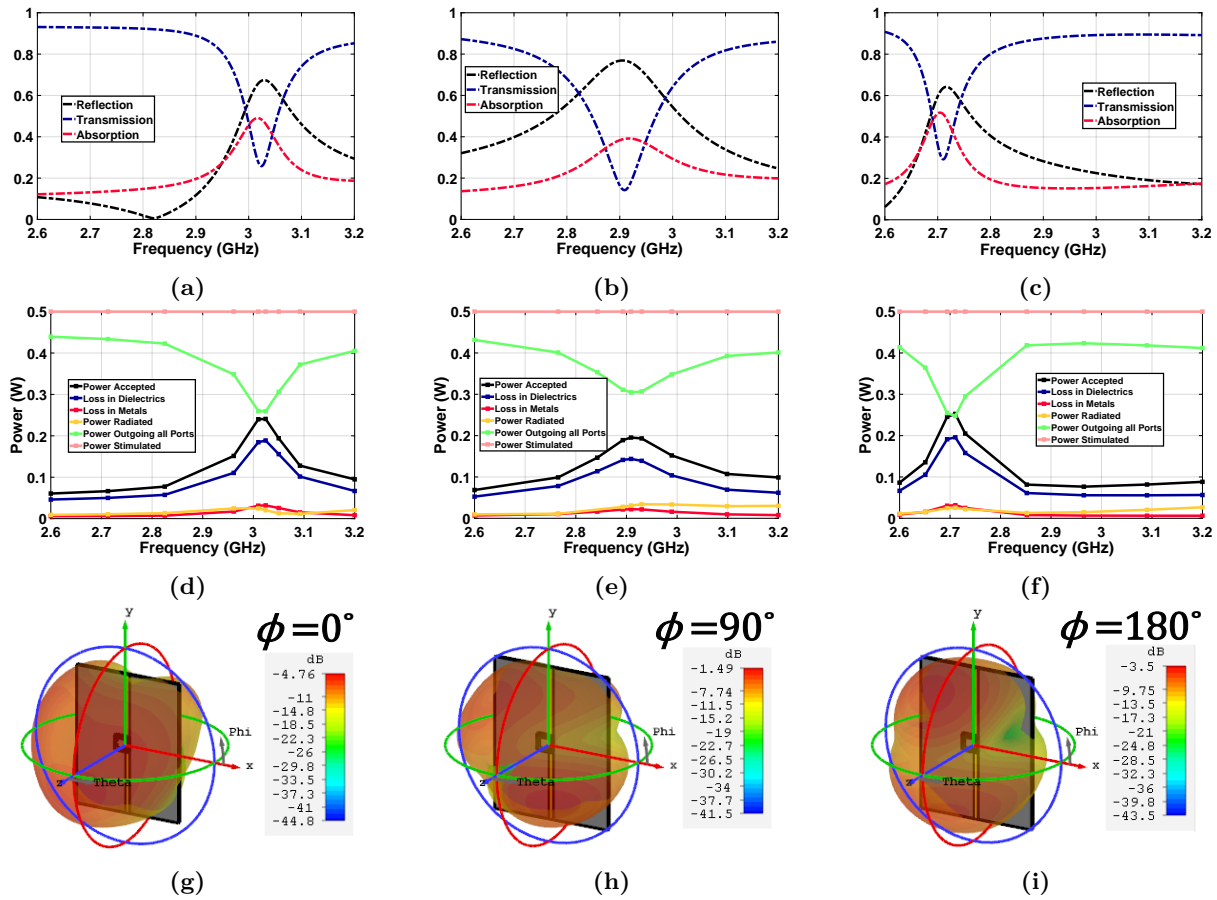 1
0.8
0.6
0.4
0.2
0
Reflection
Transmission
Absorption
2.6 2.7 2.8 2.9 3 3.1 3.2
Frequency (GHz)
(a)
1
0.8
0.6
0.4
0.2
0
Reflection
Transmission
Absorption
2.6 2.7 2.8 2.9 3 3.1 3.2
Frequency (GHz)
(b)
1
0.8
0.6
0.4
0.2
0
Reflection
Transmission
Absorption
2.6 2.7 2.8 2.9 3 3.1 3.2
Frequency (GHz)
(c)
Power (W)
0.5
0.4
0.3
0.2
0.1
0
Power Accepted
Loss in Dielectrics
Loss in Metals
Power Radiated
Power Outgoing all Ports
Power Stimulated
2.6 2.7 2.8 2.9 3 3.1 3.2
Frequency (GHz)
(d)
Power (W)
0.5
0.4
0.3
0.2
0.1
0
Power Accepted
Loss in Dielectrics
Loss in Metals
Power Radiated
Power Outgoing all Ports
Power Stimulated
2.6 2.7 2.8 2.9 3 3.1 3.2
Frequency (GHz)
(e)
Power (W)
0.5
0.4
0.3
0.2
0.1
0
Power Accepted
Loss in Dielectrics
Loss in Metals
Power Radiated
Power Outgoing all Ports
Power Stimulated
2.6 2.7 2.8 2.9 3 3.1 3.2
Frequency (GHz)
(f)
ϕ=0°
y
Phi
x
z
Theta
dB
-4.76
-11
-14.5
-18.5
-22.3
-26
-29.8
-33.5
-37.3
-41
-44.8
(g)
ϕ=90°
y
Phi
x
z
Theta
dB
-1.49
-7.74
-11.5
-15.2
-19
-22.7
-26.5
-30.2
-34
-37.7
-41.5
(h)
ϕ=180°
y
Phi
x
z
Theta
dB
-3.5
-9.75
-13.5
-17.3
-21
-24.8
-28.5
-32.3
-36
-39.8
-43.5
(i)